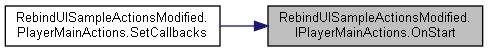 RebindUISampleActionsModified.
PlayerMainActions.SetCallbacks
RebindUISampleActionsModified.
IPlayerMainActions.OnStart